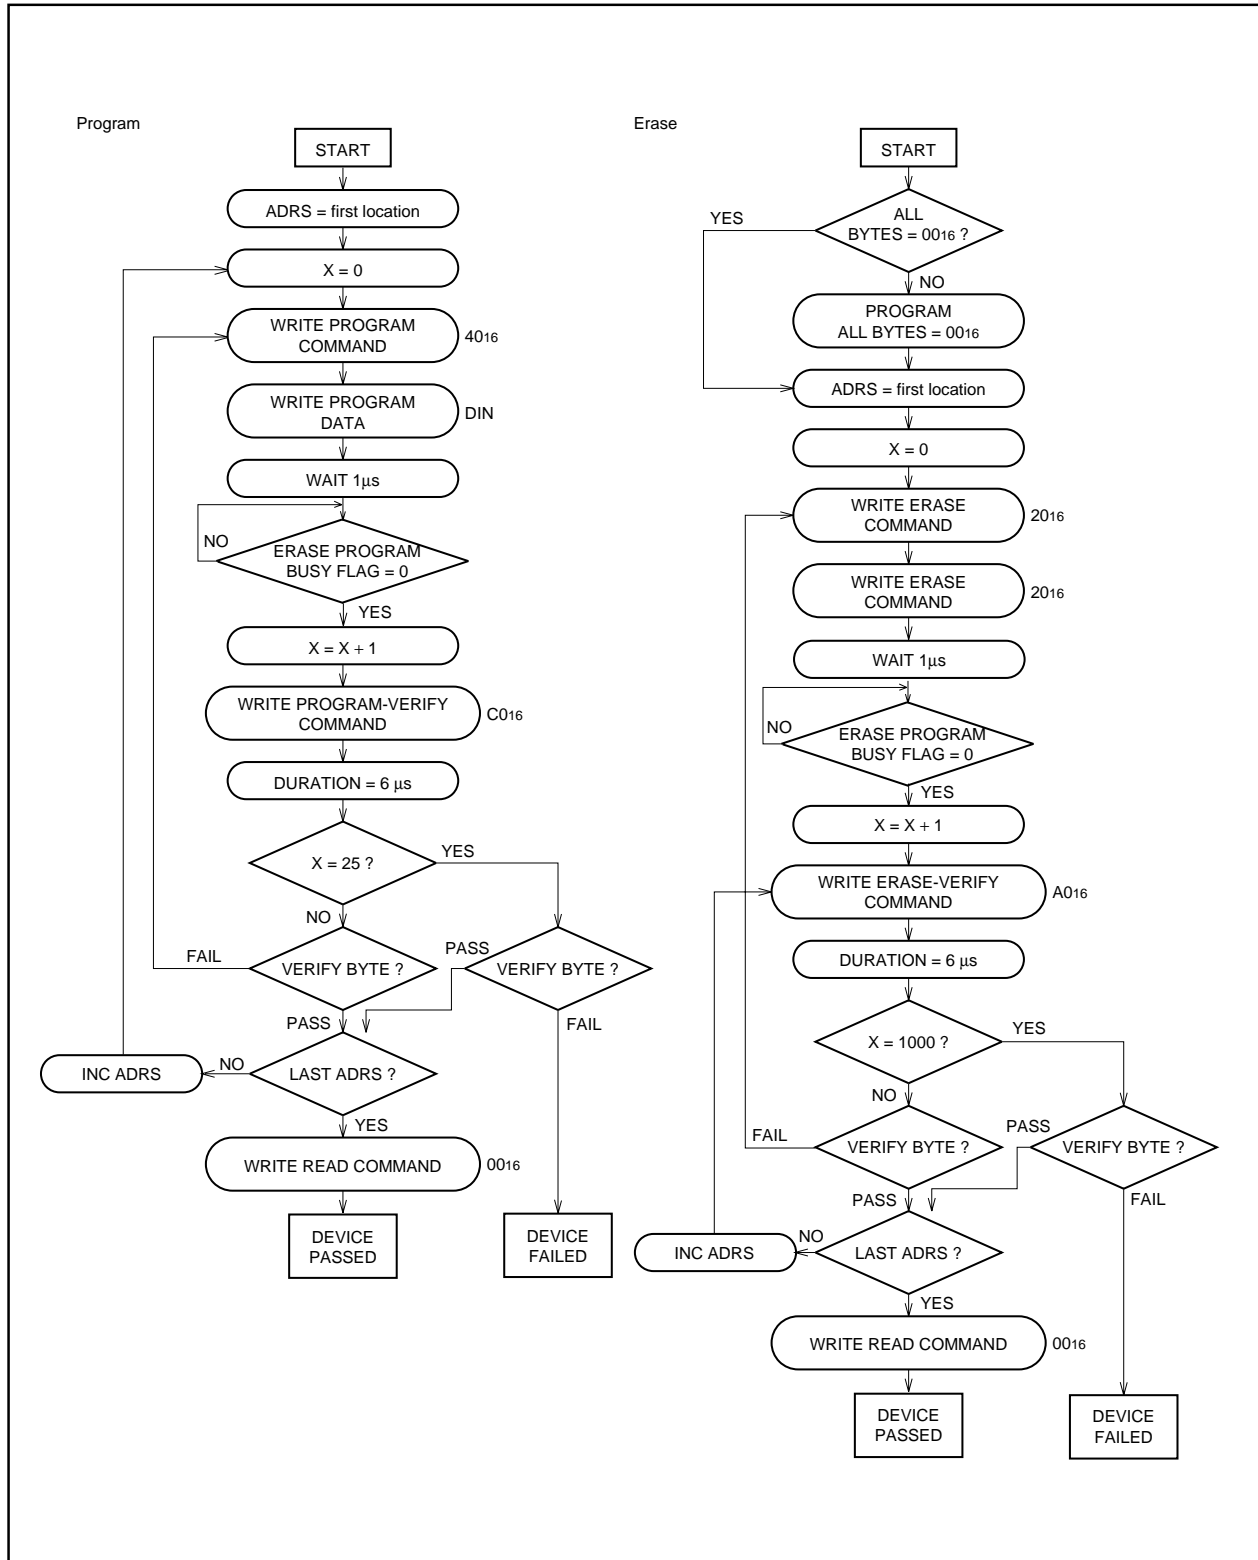 Program
START
ADRS = first location
X = 0
WRITE PROGRAM
COMMAND
4016
WRITE PROGRAM
DATA
DIN
WAIT 1μs
NO
ERASE PROGRAM
BUSY FLAG = 0
YES
X = X + 1
WRITE PROGRAM-VERIFY
COMMAND
C016
DURATION = 6 μs
X = 25 ?
YES
NO
FAIL
VERIFY BYTE ?
PASS
VERIFY BYTE ?
PASS
FAIL
INC ADRS
NO
LAST ADRS ?
YES
WRITE READ COMMAND
0016
DEVICE
PASSED
DEVICE
FAILED
Erase
START
YES
ALL
BYTES = 0016 ?
NO
PROGRAM
ALL BYTES = 0016
ADRS = first location
X = 0
WRITE ERASE
COMMAND
2016
WRITE ERASE
COMMAND
2016
WAIT 1μs
NO
ERASE PROGRAM
BUSY FLAG = 0
YES
X = X + 1
WRITE ERASE-VERIFY
COMMAND
A016
DURATION = 6 μs
X = 1000 ?
YES
NO
FAIL
VERIFY BYTE ?
PASS
VERIFY BYTE ?
PASS
FAIL
INC ADRS
NO
LAST ADRS ?
YES
WRITE READ COMMAND
0016
DEVICE
PASSED
DEVICE
FAILED